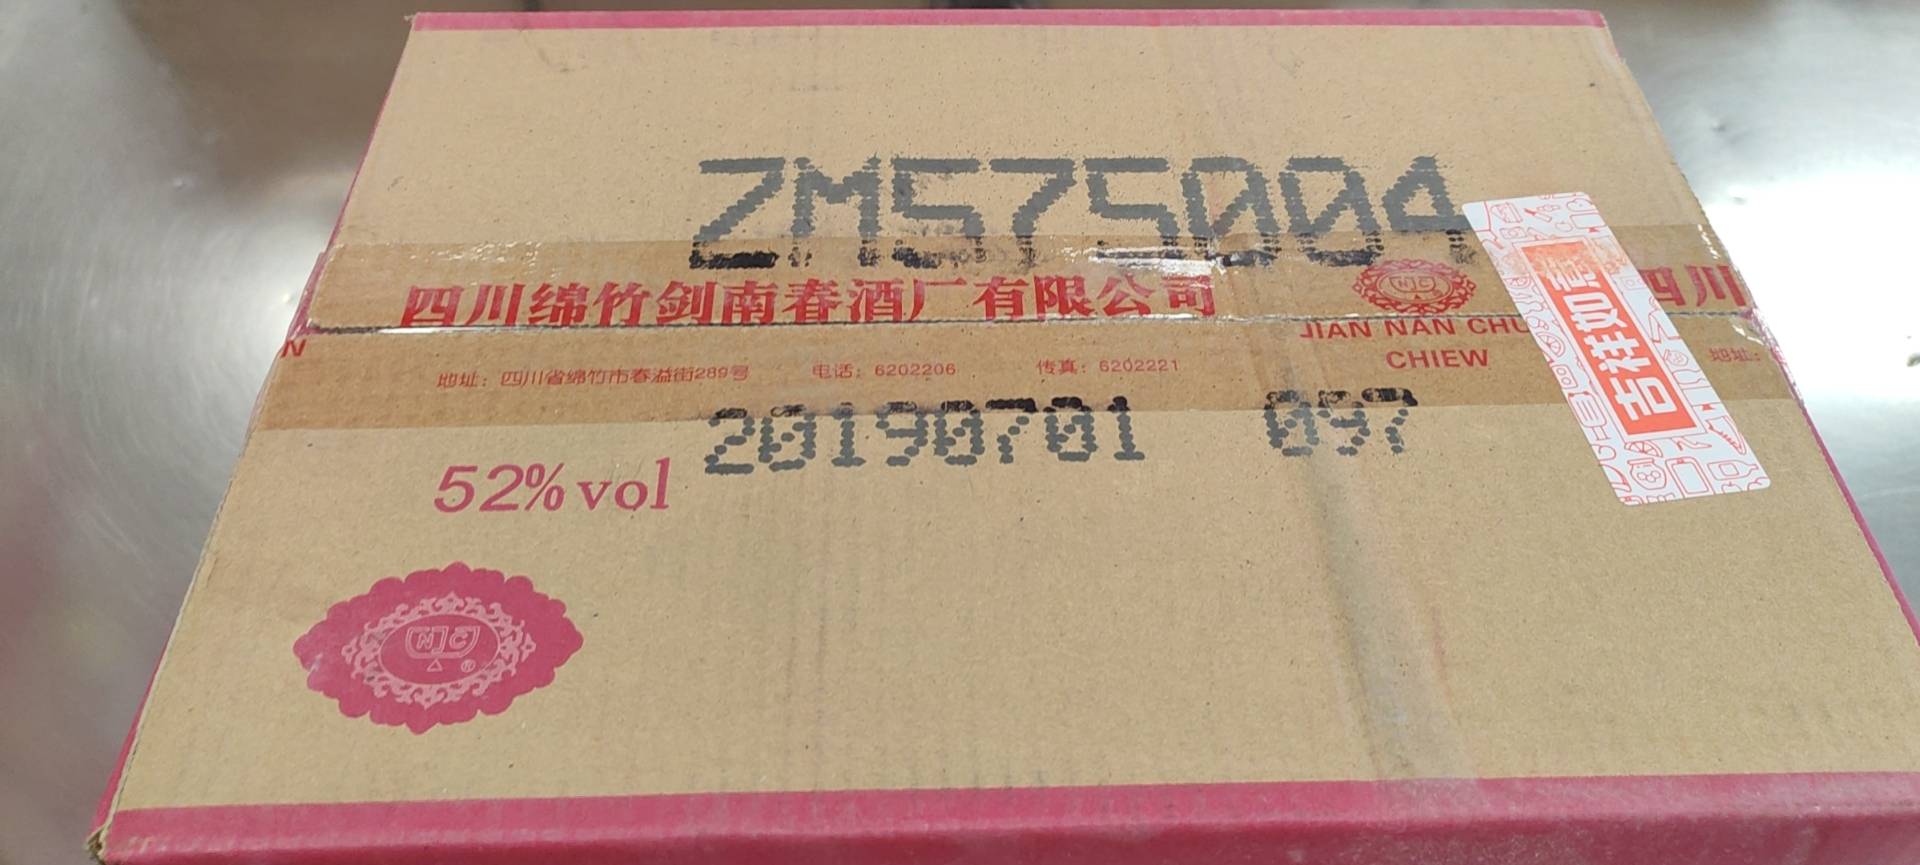 ZM575004
四川绵竹剑南春酒厂有限公司
NJC
JIAN NAN CHU
CHIEW
吉祥如意
四川
N
地址：四川省绵竹市春溢街289号 电话：6202206 传真：6202221
地址：
20190701 097
52%vol
NJC
®